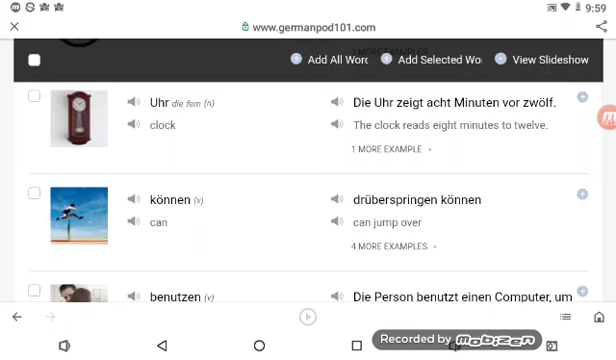 9:59
www.germanpod101.com
Add All Word
Add Selected Wo
View Slideshow
Uhr die fem (n)
Die Uhr zeigt acht Minuten vor zwölf.
clock
The clock reads eight minutes to twelve.
1 MORE EXAMPLE
können (v)
drüberspringen können
can
can jump over
4 MORE EXAMPLES
benutzen (v)
Die Person benutzt einen Computer, um
Recorded by mobizen